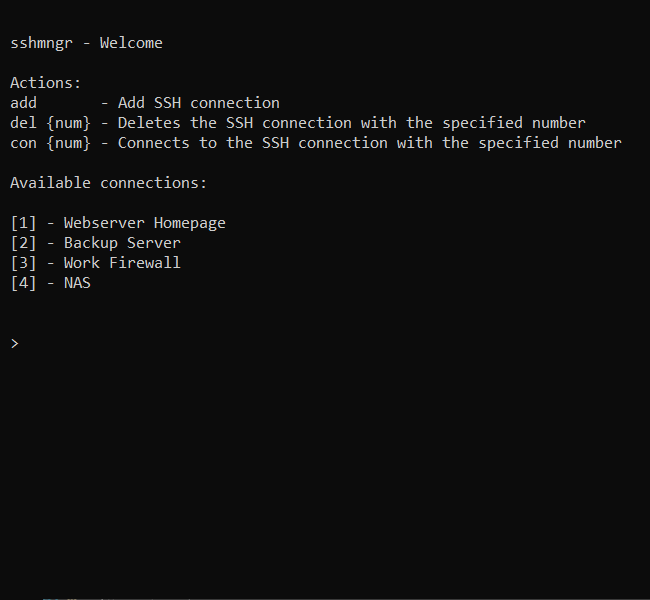 sshmngr - Welcome
Actions:
add       - Add SSH connection
del {num} - Deletes the SSH connection with the specified number
con {num} - Connects to the SSH connection with the specified number
Available connections:
[1] - Webserver Homepage
[2] - Backup Server
[3] - Work Firewall
[4] - NAS
>